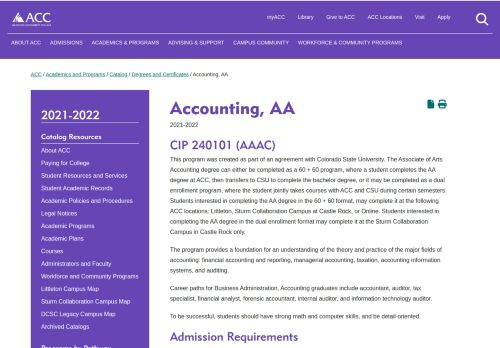 myACC Library Give to ACC ACC Locations Visit Apply
ACC
ABOUT ACC ADMISSIONS ACADEMICS & PROGRAMS ADVISING & SUPPORT CAMPUS COMMUNITY WORKFORCE & COMMUNITY PROGRAMS
ACC / Academics and Programs / Catalog / Degrees and Certificates / Accounting, AA
2021-2022
Catalog Resources
About ACC
Paying for College
Student Resources and Services
Student Academic Records
Academic Policies and Procedures
Legal Notices
Academic Programs
Academic Plans
Courses
Administrators and Faculty
Workforce and Community Programs
Littleton Campus Map
Sturm Collaboration Campus Map
DCSC Legacy Campus Map
Archived Catalogs
Programs by Pathway
Accounting, AA
2021-2022
CIP 240101 (AAAC)
This program was created as part of an agreement with Colorado State University. The Associate of Arts
Accounting degree can either be completed as a 60 + 60 program, where a student completes the AA
degree at ACC, then transfers to CSU to complete the bachelor degree, or it may be completed as a dual
enrollment program, where the student jointly takes courses with ACC and CSU during certain semesters.
Students interested in completing the AA degree in the 60 + 60 format, may complete it at the following
ACC locations: Littleton, Sturm Collaboration Campus at Castle Rock, or Online. Students interested in
completing the AA degree in the dual enrollment format may complete it at the Sturm Collaboration
Campus in Castle Rock only.
The program provides a foundation for an understanding of the theory and practice of the major fields of
accounting: financial accounting and reporting, managerial accounting, taxation, accounting information
systems, and auditing.
Career paths for Business Administration, Accounting graduates include accountant, auditor, tax
specialist, financial analyst, forensic accountant, internal auditor, and information technology auditor.
To be successful, students should have strong math and computer skills, and be detail-oriented.
Admission Requirements